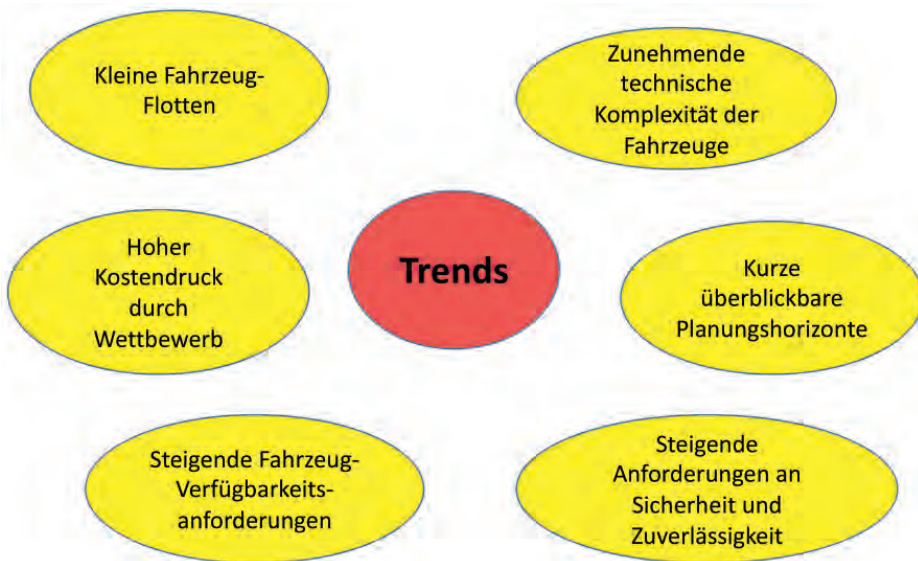 Kleine Fahrzeug-
Flotten
Zunehmende
technische
Komplexität der
Fahrzeuge
Hoher
Kostendruck
durch
Wettbewerb
Trends
Kurze
überblickbare
Planungshorizonte
Steigende Fahrzeug-
Verfügbarkeits-
anforderungen
Steigende
Anforderungen an
Sicherheit und
Zuverlässigkeit